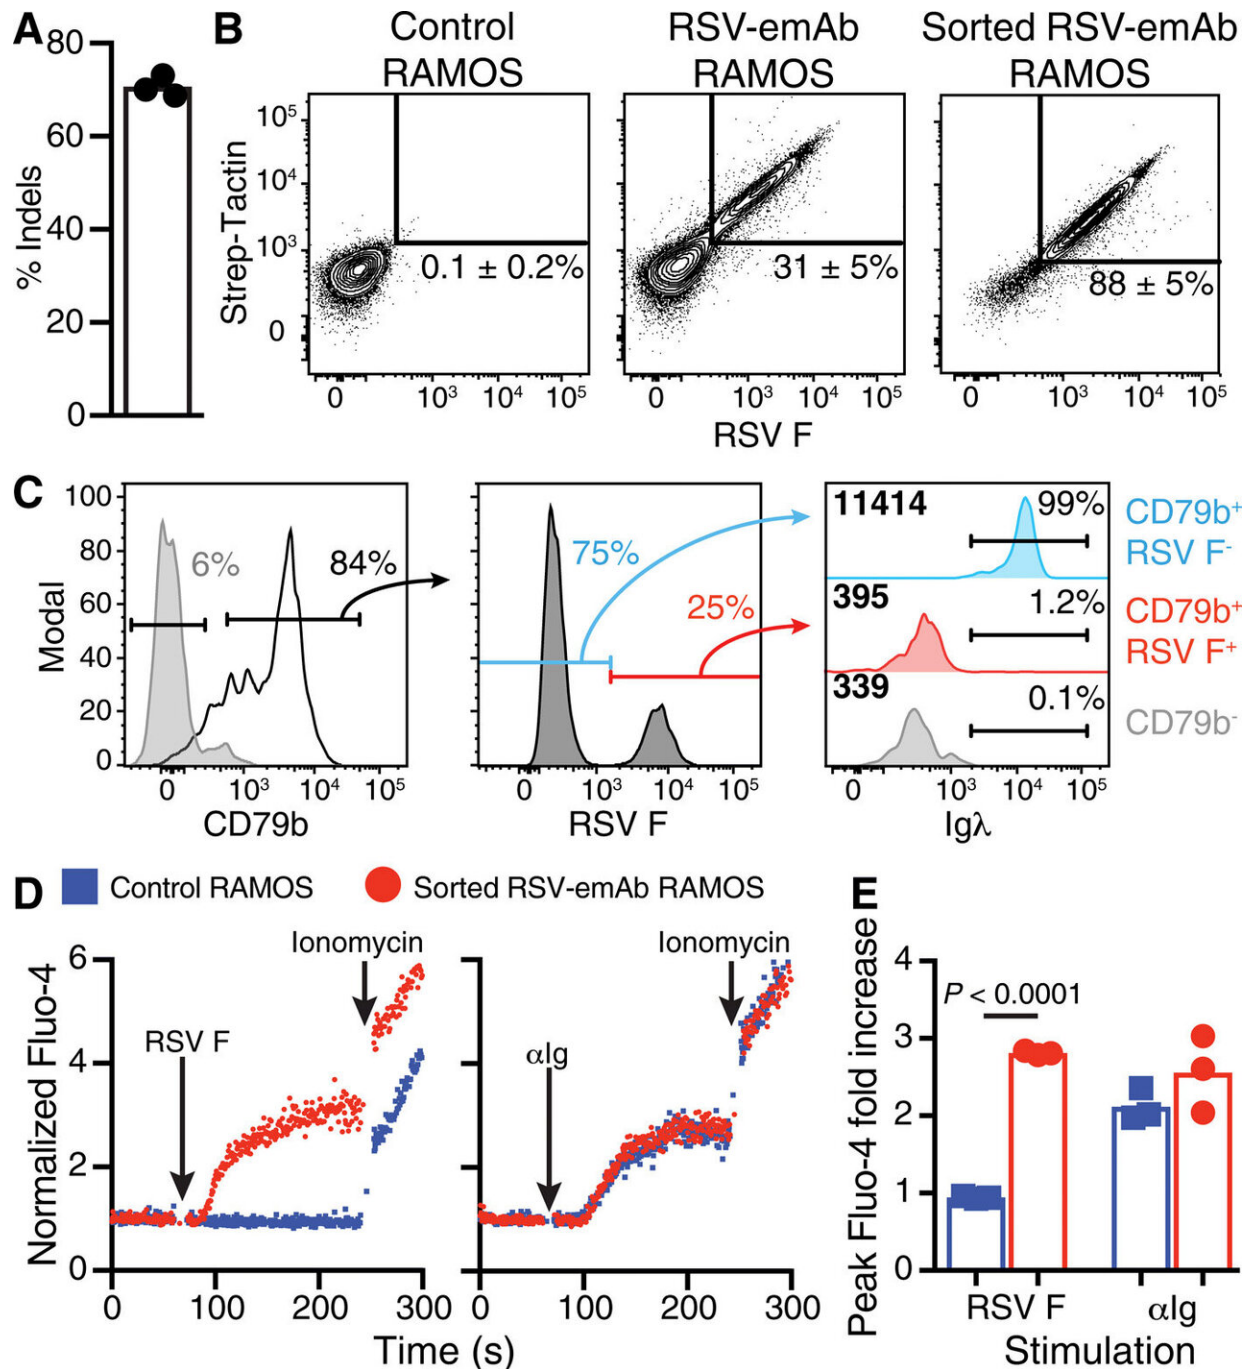 A
80
60
40
20
0
% Indels
B
Control
RAMOS
RSV-emAb
RAMOS
Sorted RSV-emAb
RAMOS
Strep-Tactin
10⁵
10⁴
10³
0
0.1 ± 0.2%
31 ± 5%
88 ± 5%
0 10³ 10⁴ 10⁵
0 10³ 10⁴ 10⁵
0 10³ 10⁴ 10⁵
RSV F
C
Modal
100
80
60
40
20
0
6%
84%
0 10³ 10⁴ 10⁵
CD79b
75%
25%
0 10³ 10⁴ 10⁵
RSV F
11414
99%
395
1.2%
339
0.1%
0 10³ 10⁴ 10⁵
Igλ
CD79b⁺
RSV F⁻
CD79b⁺
RSV F⁺
CD79b⁻
D
Control RAMOS
Sorted RSV-emAb RAMOS
Normalized Fluo-4
6
4
2
0
RSV F
Ionomycin
αIg
Ionomycin
0 100 200 300
0 100 200 300
Time (s)
E
Peak Fluo-4 fold increase
4
3
2
1
0
P < 0.0001
RSV F
αIg
Stimulation